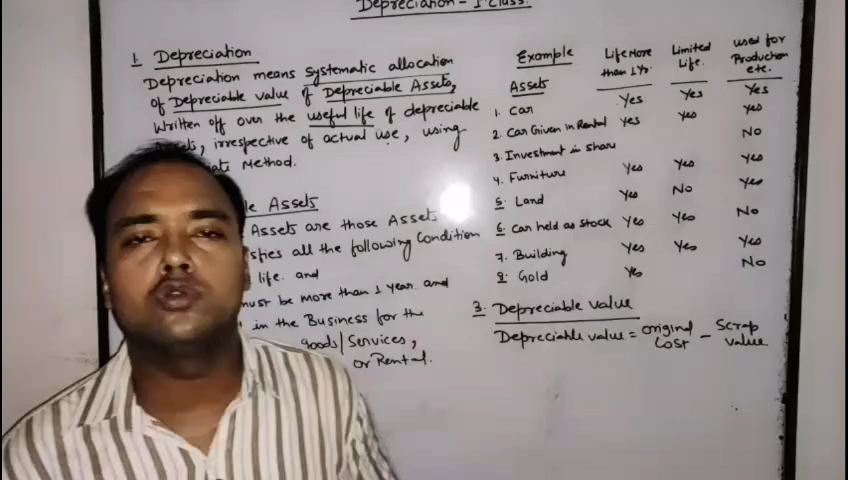 Depreciation - 1st Class.
1. Depreciation
Depreciation means systematic allocation
of Depreciable value of Depreciable Assets,
Written off over the useful life of depreciable
irrespective of actual use, using
Method.
Assets
Assets are those Assets
all the following Condition
life. and
must be more than 1 year. and
in the Business for the
goods/Services,
or Rental.
Example Life More than 1 Yr. Limited Life. used for Production etc.
Assets
1. Car Yes Yes Yes
2. Car Given in Rental Yes Yes Yes
3. Investment in Share No
4. Furniture Yes Yes Yes
5. Land Yes No Yes
6. Car held as Stock Yes Yes No
7. Building Yes Yes Yes
8. Gold Yes No
3. Depreciable value
Depreciable value = original Cost - Scrap value